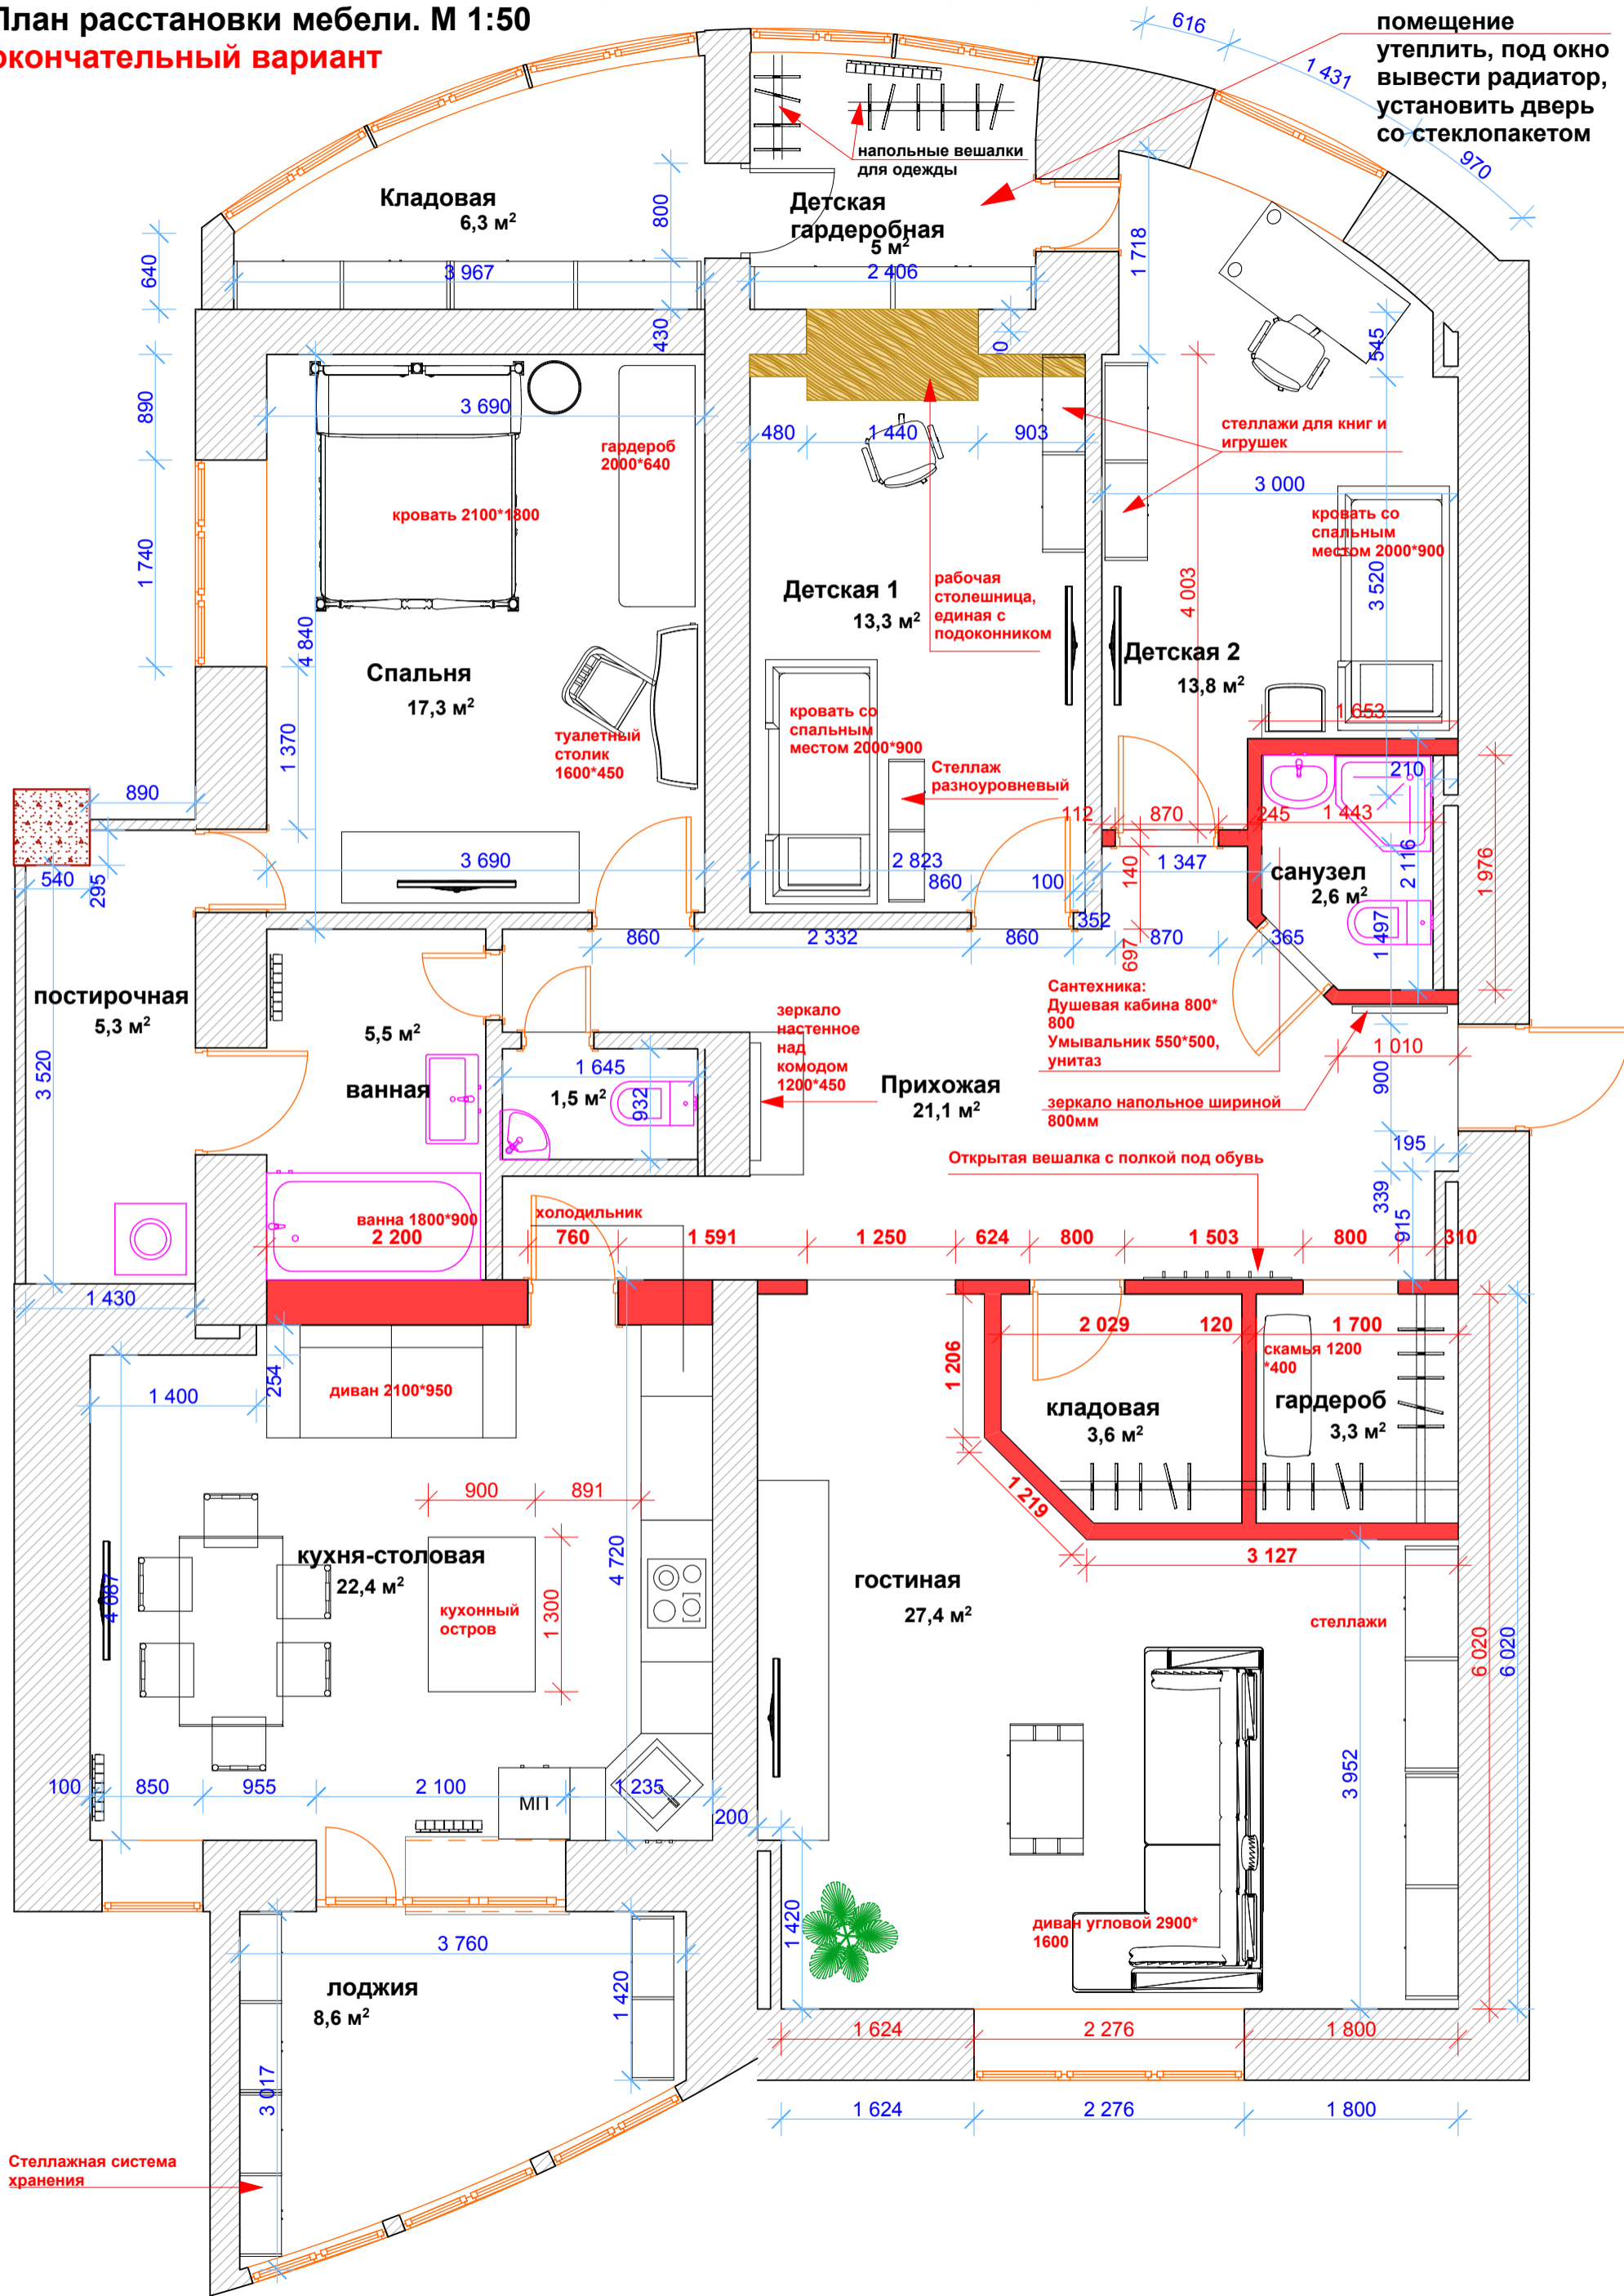 План расстановки мебели. М 1:50
окончательный вариант
помещение
утеплить, под окно
вывести радиатор,
установить дверь
со стеклопакетом
616
1 431
970
напольные вешалки
для одежды
Кладовая
6,3 м²
800
Детская
гардеробная
5 м²
640
3 967
2 406
1 718
430
0
545
890
3 690
гардероб
2000*640
480
1 440
903
стеллажи для книг и
игрушек
3 000
кровать 2100*1800
кровать со
спальным
местом 2000*900
1 740
3 520
4 003
Детская 1
13,3 м²
рабочая
столешница,
единая с
подоконником
4 840
Спальня
17,3 м²
Детская 2
13,8 м²
1 653
кровать со
спальным
местом 2000*900
туалетный
столик
1600*450
1 370
Стеллаж
разноуровневый
210
890
112
870
245
1 443
3 690
2 823
1 347
140
2 116
1 976
540
295
860
100
санузел
2,6 м²
352
860
2 332
860
870
365
697
1 497
постирочная
5,3 м²
5,5 м²
ванная
зеркало
настенное
над
комодом
1200*450
Сантехника:
Душевая кабина 800*
800
Умывальник 550*500,
унитаз
3 520
1 645
1,5 м²
932
Прихожая
21,1 м²
1 010
900
зеркало напольное шириной
800мм
195
Открытая вешалка с полкой под обувь
339
915
ванна 1800*900
холодильник
2 200
760
1 591
1 250
624
800
1 503
800
310
1 430
2 029
120
1 700
1 206
скамья 1200
*400
254
1 400
диван 2100*950
кладовая
3,6 м²
гардероб
3,3 м²
900
891
1 219
кухня-столовая
22,4 м²
4 087
4 720
кухонный
остров
1 300
3 127
гостиная
27,4 м²
стеллажи
6 020
6 020
3 952
100
850
955
2 100
МП
1 235
200
1 420
диван угловой 2900*
1600
3 760
лоджия
8,6 м²
1 420
1 624
2 276
1 800
3 017
1 624
2 276
1 800
Стеллажная система
хранения